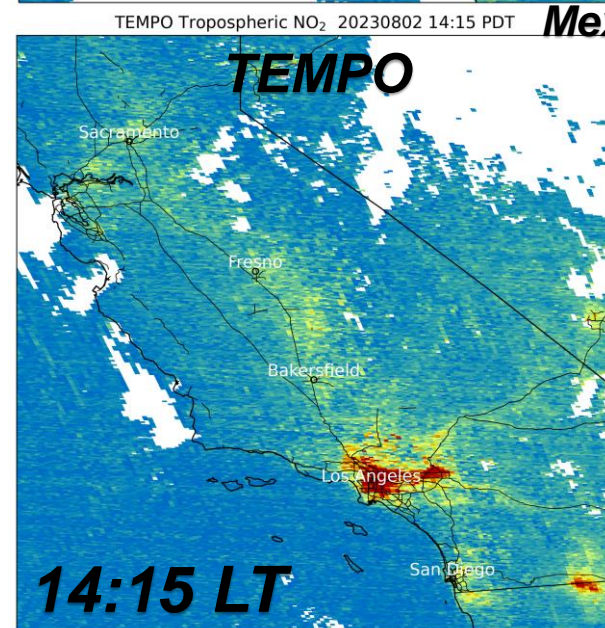 TEMPO Tropospheric NO₂ 20230802 14:15 PDT
TEMPO
Sacramento
Fresno
Bakersfield
Los Angeles
San Diego
14:15 LT